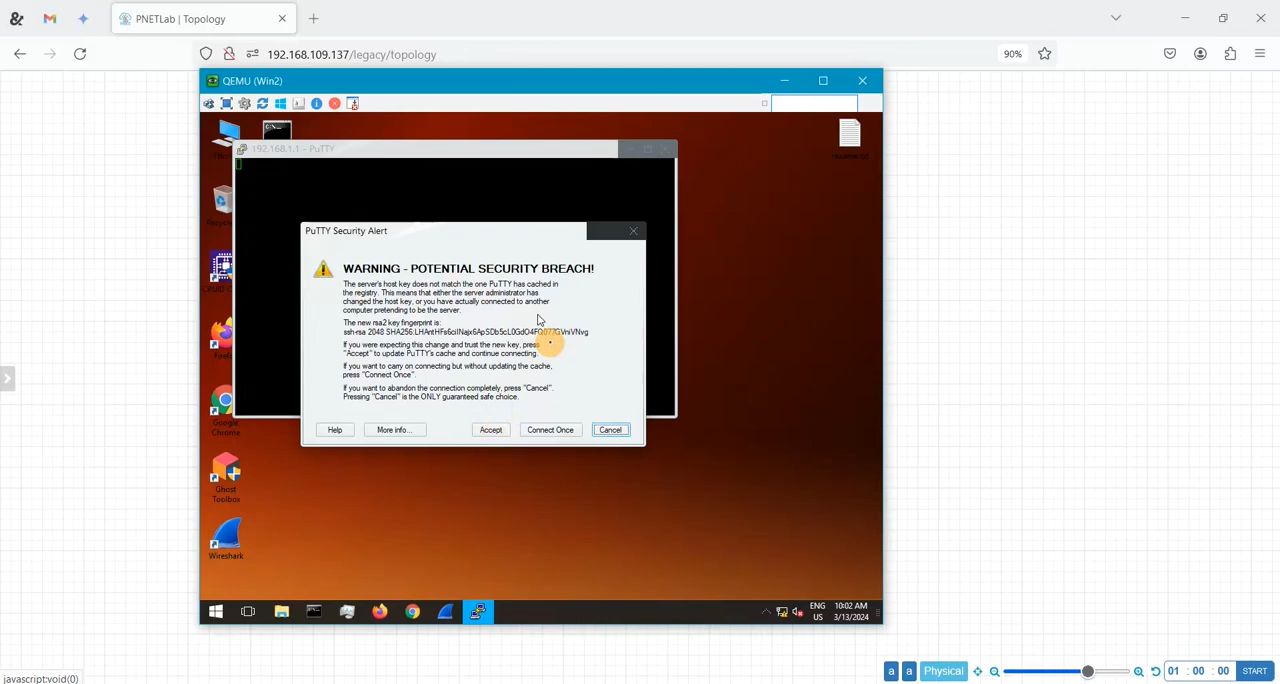 PNETLab | Topology
192.168.109.137/legacy/topology
90%
QEMU (Win2)
192.168.1.1 - PuTTY
PuTTY Security Alert
WARNING - POTENTIAL SECURITY BREACH!
The server's host key does not match the one PuTTY has cached in
the registry. This means that either the server administrator has
changed the host key, or you have actually connected to another
computer pretending to be the server.
The new rsa2 key fingerprint is:
ssh-rsa 2048
If you were expecting this change and trust the new key, press
"Accept" to update PuTTY's cache and continue connecting.
If you want to carry on connecting but without updating the cache,
press "Connect Once".
If you want to abandon the connection completely, press "Cancel".
Pressing "Cancel" is the ONLY guaranteed safe choice.
Help
More info...
Accept
Connect Once
Cancel
Google
Chrome
Ghost
Toolbox
Wireshark
ENG
US
10:02 AM
3/13/2024
a
a
Physical
01 : 00 : 00
START
javascript:void(0)